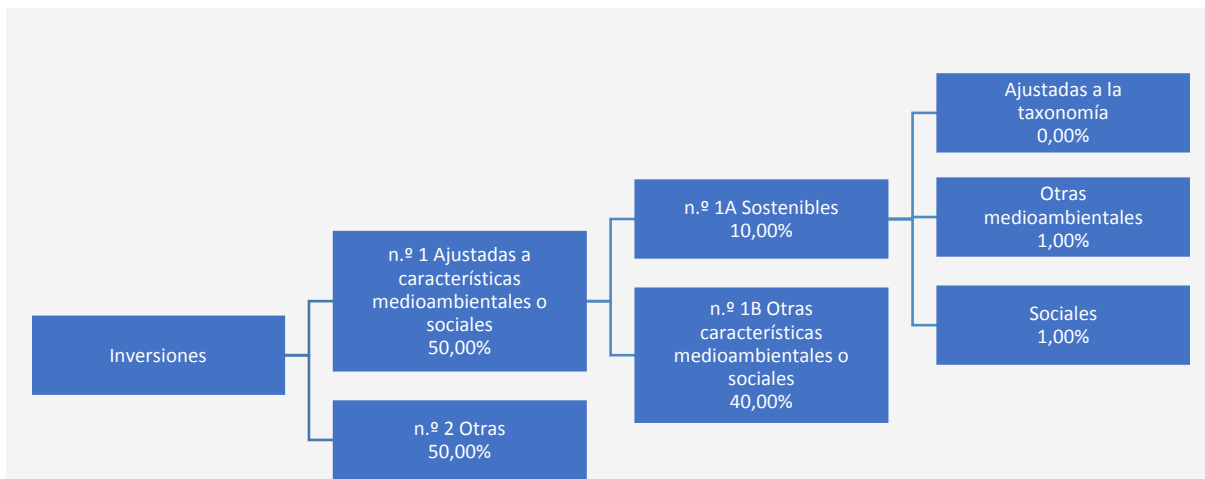 Inversiones
n.º 1 Ajustadas a
características
medioambientales o
sociales
50,00%
n.º 2 Otras
50,00%
n.º 1A Sostenibles
10,00%
n.º 1B Otras
características
medioambientales o
sociales
40,00%
Ajustadas a la
taxonomía
0,00%
Otras
medioambientales
1,00%
Sociales
1,00%